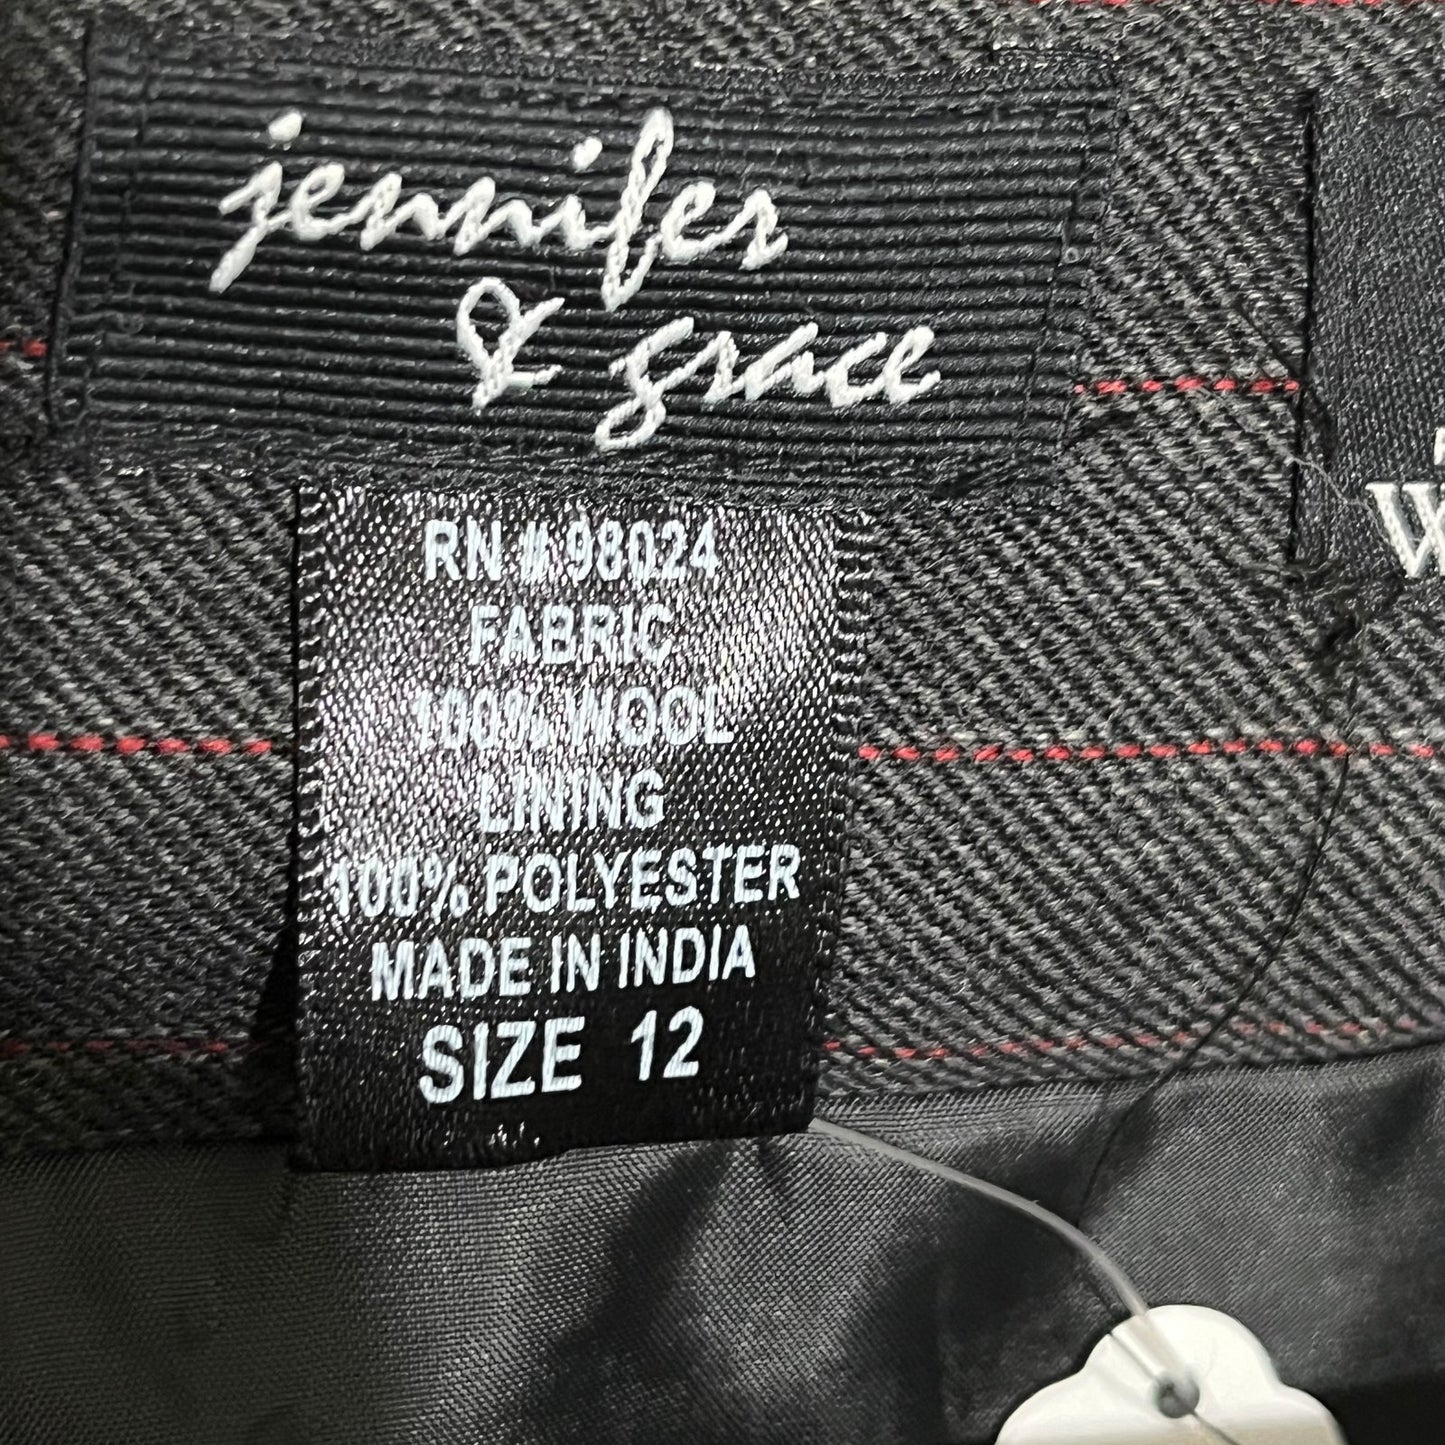 jennifer
& grace
RN # 98024
FABRIC
100% WOOL
LINING
100% POLYESTER
MADE IN INDIA
SIZE 12